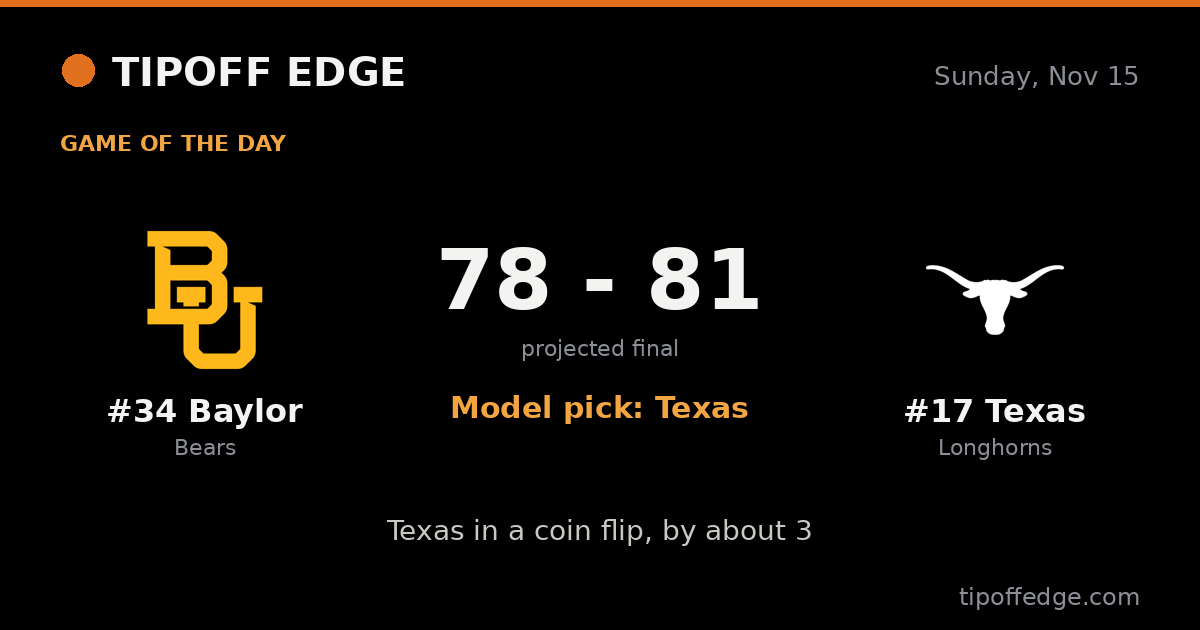 TIPOFF EDGE
Sunday, Nov 15
GAME OF THE DAY
BU
78 - 81
projected final
Model pick: Texas
#34 Baylor
Bears
#17 Texas
Longhorns
Texas in a coin flip, by about 3
tipoffedge.com